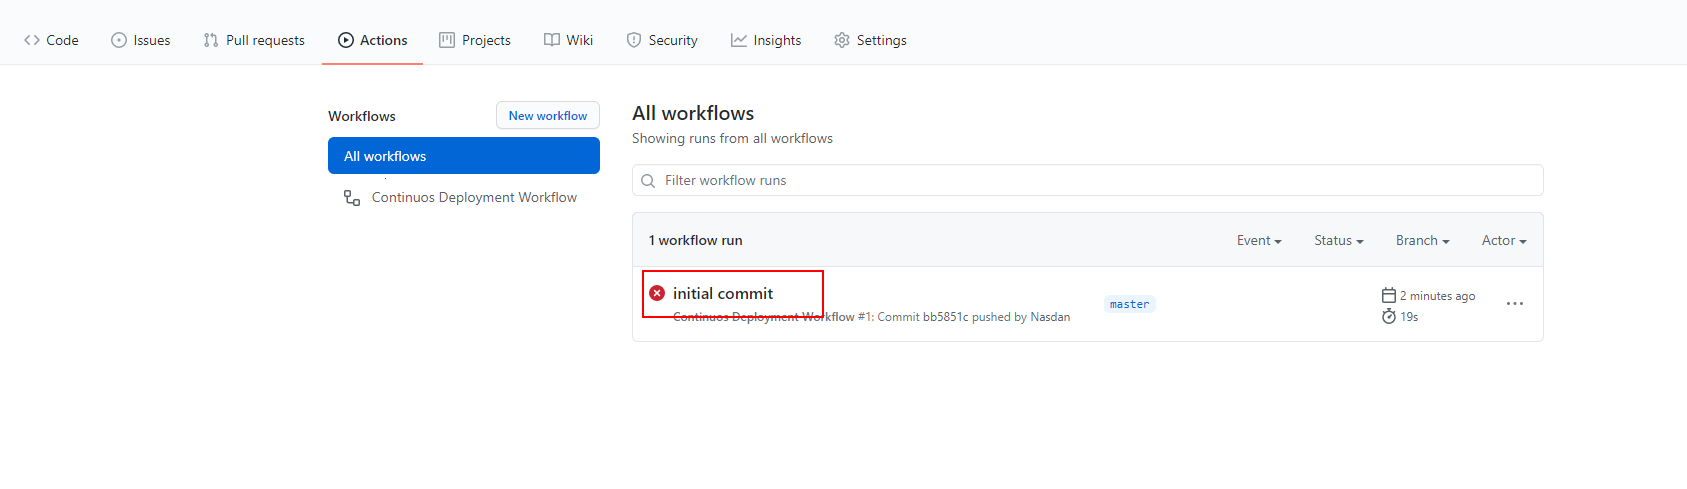 Code Issues Pull requests Actions Projects Wiki Security Insights Settings
Workflows
New workflow
All workflows
Continuos Deployment Workflow
All workflows
Showing runs from all workflows
Filter workflow runs
1 workflow run
Event Status Branch Actor
initial commit
Continuos Deployment Workflow #1: Commit bb5851c pushed by Nasdan
master
2 minutes ago
19s